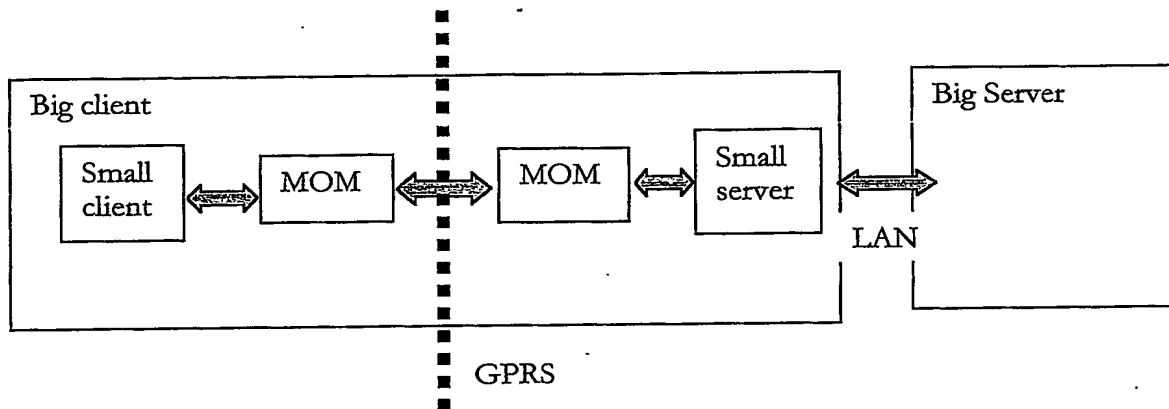 Big client
Big Server
Small
client
MOM
MOM
Small
server
LAN
GPRS